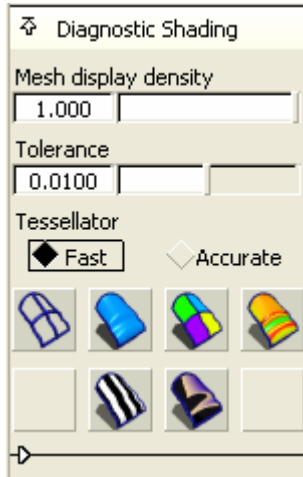 Diagnostic Shading
Mesh display density
1.000
Tolerance
0.0100
Tessellator
Fast Accurate